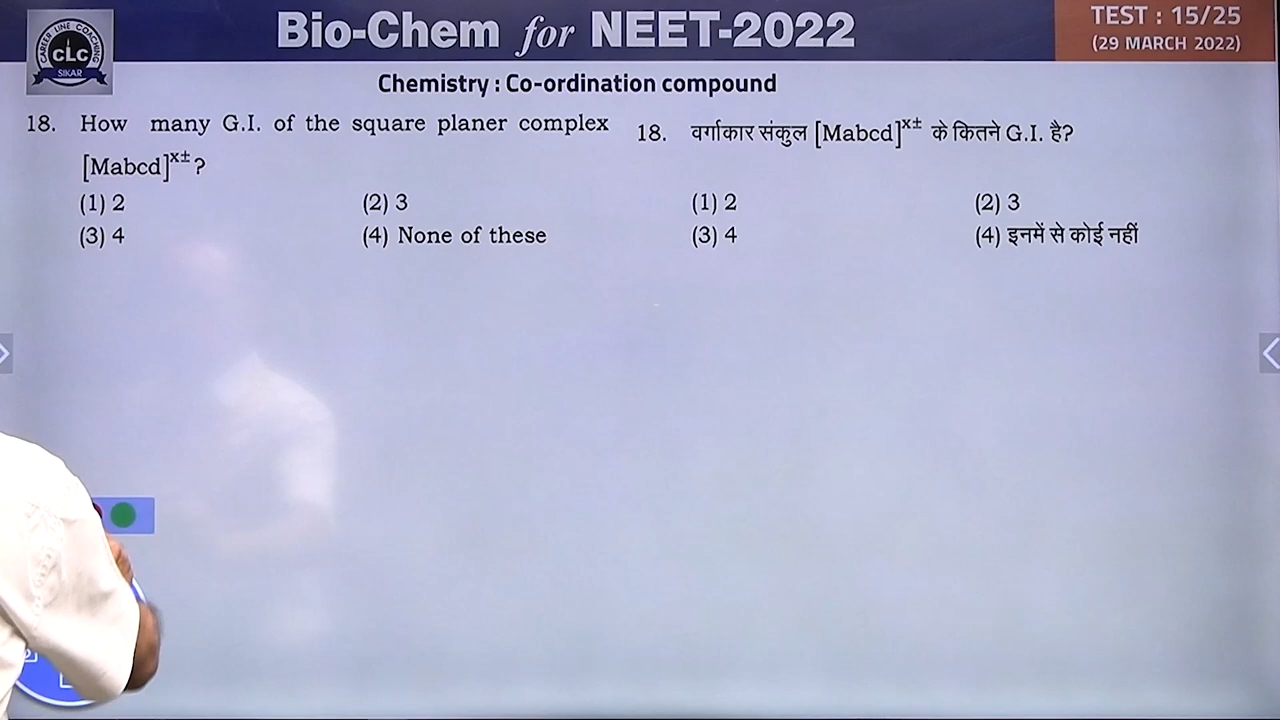 CAREER LINE COACHING
CLC
SIKAR
Bio-Chem for NEET-2022
TEST : 15/25
(29 MARCH 2022)
Chemistry : Co-ordination compound
18. How many G.I. of the square planer complex
[Mabcd]ˣ± ?
(1) 2 (2) 3
(3) 4 (4) None of these
18. वर्गाकार संकुल [Mabcd]ˣ± के कितने G.I. है?
(1) 2 (2) 3
(3) 4 (4) इनमें से कोई नहीं